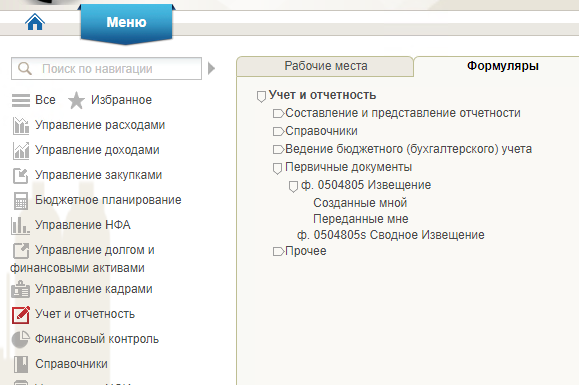 Меню
Поиск по навигации
Все
Избранное
Управление расходами
Управление доходами
Управление закупками
Бюджетное планирование
Управление НФА
Управление долгом и
финансовыми активами
Управление кадрами
Учет и отчетность
Финансовый контроль
Справочники
Рабочие места
Формуляры
Учет и отчетность
Составление и представление отчетности
Справочники
Ведение бюджетного (бухгалтерского) учета
Первичные документы
ф. 0504805 Извещение
Созданные мной
Переданные мне
ф. 0504805s Сводное Извещение
Прочее